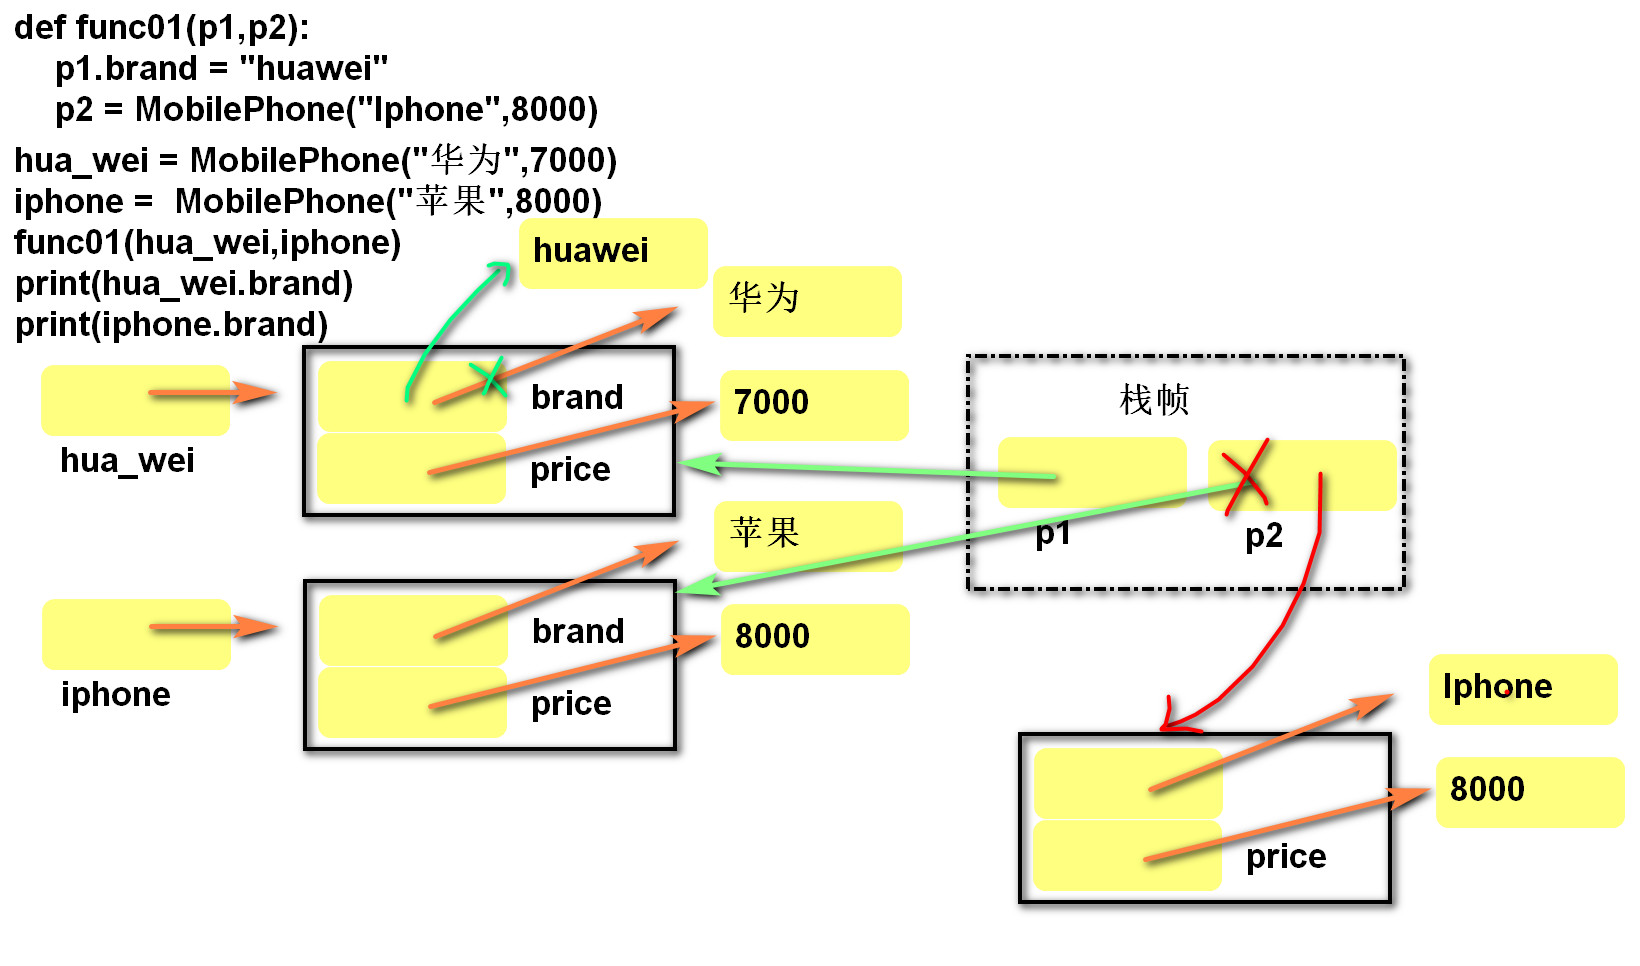 def func01(p1,p2):
p1.brand = "huawei"
p2 = MobilePhone("Iphone",8000)
hua_wei = MobilePhone("华为",7000)
iphone =  MobilePhone("苹果",8000)
func01(hua_wei,iphone)
print(hua_wei.brand)
print(iphone.brand)
huawei
华为
brand
7000
price
hua_wei
栈帧
p1
p2
苹果
brand
8000
price
iphone
Iphone
8000
price